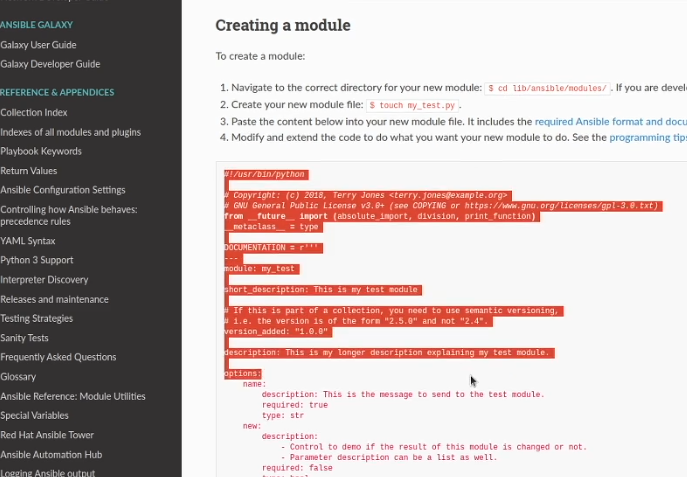 ANSIBLE GALAXY
Galaxy User Guide
Galaxy Developer Guide
REFERENCE & APPENDICES
Collection Index
Indexes of all modules and plugins
Playbook Keywords
Return Values
Ansible Configuration Settings
Controlling how Ansible behaves:
precedence rules
YAML Syntax
Python 3 Support
Interpreter Discovery
Releases and maintenance
Testing Strategies
Sanity Tests
Frequently Asked Questions
Glossary
Ansible Reference: Module Utilities
Special Variables
Red Hat Ansible Tower
Ansible Automation Hub
Logging Ansible output
Creating a module
To create a module:
1. Navigate to the correct directory for your new module: $ cd lib/ansible/modules/ . If you are devel
2. Create your new module file: $ touch my_test.py .
3. Paste the content below into your new module file. It includes the required Ansible format and docu
4. Modify and extend the code to do what you want your new module to do. See the programming tips
#!/usr/bin/python
# Copyright: (c) 2018, Terry Jones <terry.jones@example.org>
# GNU General Public License v3.0+ (see COPYING or https://www.gnu.org/licenses/gpl-3.0.txt)
from __future__ import (absolute_import, division, print_function)
__metaclass__ = type
DOCUMENTATION = r'''
---
module: my_test
short_description: This is my test module
# If this is part of a collection, you need to use semantic versioning,
# i.e. the version is of the form "2.5.0" and not "2.4".
version_added: "1.0.0"
description: This is my longer description explaining my test module.
options:
name:
description: This is the message to send to the test module.
required: true
type: str
new:
description:
- Control to demo if the result of this module is changed or not.
- Parameter description can be a list as well.
required: false